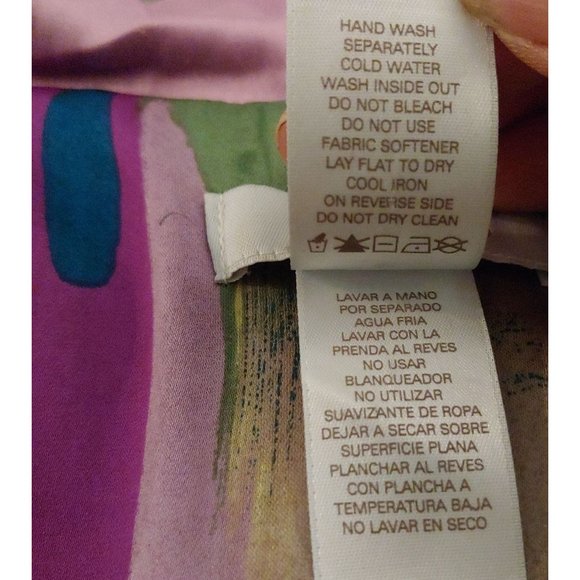 HAND WASH
SEPARATELY
COLD WATER
WASH INSIDE OUT
DO NOT BLEACH
DO NOT USE
FABRIC SOFTENER
LAY FLAT TO DRY
COOL IRON
ON REVERSE SIDE
DO NOT DRY CLEAN
LAVAR A MANO
POR SEPARADO
AGUA FRIA
LAVAR CON LA
PRENDA AL REVES
NO USAR
BLANQUEADOR
NO UTILIZAR
SUAVIZANTE DE ROPA
DEJAR A SECAR SOBRE
SUPERFICIE PLANA
PLANCHAR AL REVES
CON PLANCHA A
TEMPERATURA BAJA
NO LAVAR EN SECO